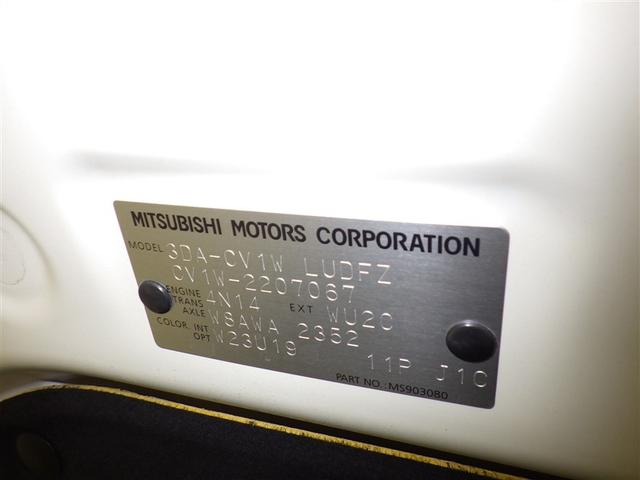 MITSUBISHI MOTORS CORPORATION
MODEL 3DA-CV1W LUDFZ
CV1W-2207067
ENGINE 4N14 EXT WU20
TRANS AXLE W8AWA 2352
COLOR, INT OPT W23U19
11P J1C
PART NO.:MS903080